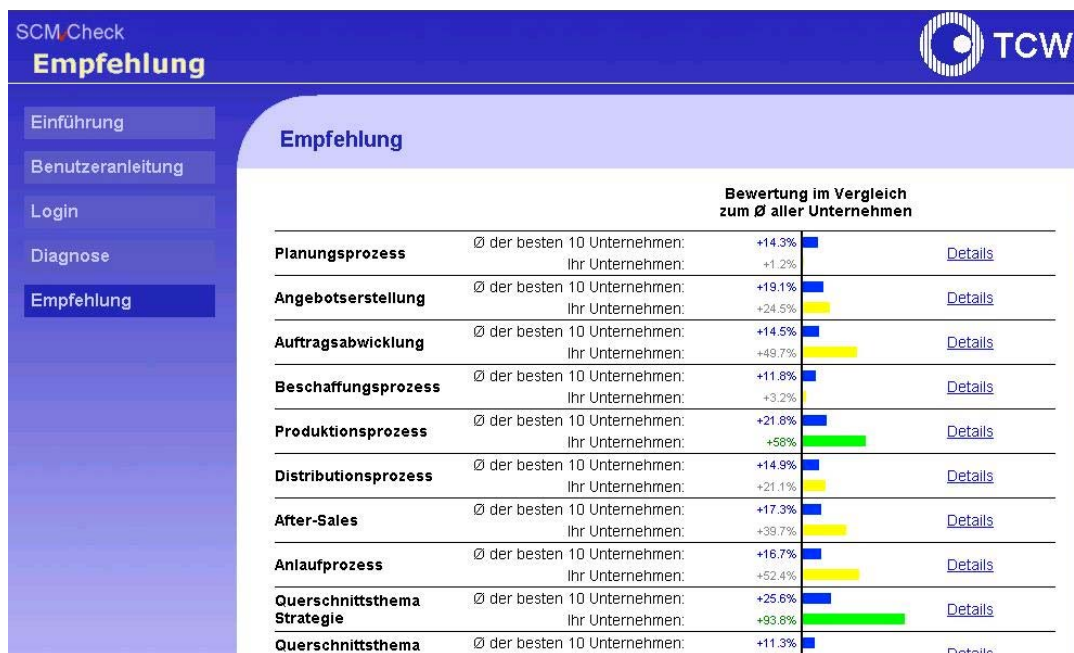 SCM Check
Empfehlung
TCW
Einführung
Benutzeranleitung
Login
Diagnose
Empfehlung
Empfehlung
Bewertung im Vergleich
zum Ø aller Unternehmen
Planungsprozess
Ø der besten 10 Unternehmen: +14.3%
Ihr Unternehmen: +1.2%
Details
Angebotserstellung
Ø der besten 10 Unternehmen: +19.1%
Ihr Unternehmen: +24.5%
Details
Auftragsabwicklung
Ø der besten 10 Unternehmen: +14.5%
Ihr Unternehmen: +49.7%
Details
Beschaffungsprozess
Ø der besten 10 Unternehmen: +11.8%
Ihr Unternehmen: +3.2%
Details
Produktionsprozess
Ø der besten 10 Unternehmen: +21.8%
Ihr Unternehmen: +58%
Details
Distributionsprozess
Ø der besten 10 Unternehmen: +14.9%
Ihr Unternehmen: +21.1%
Details
After-Sales
Ø der besten 10 Unternehmen: +17.3%
Ihr Unternehmen: +39.7%
Details
Anlaufprozess
Ø der besten 10 Unternehmen: +16.7%
Ihr Unternehmen: +52.4%
Details
Querschnittsthema
Strategie
Ø der besten 10 Unternehmen: +25.6%
Ihr Unternehmen: +93.8%
Details
Querschnittsthema
Ø der besten 10 Unternehmen: +11.3%
Details